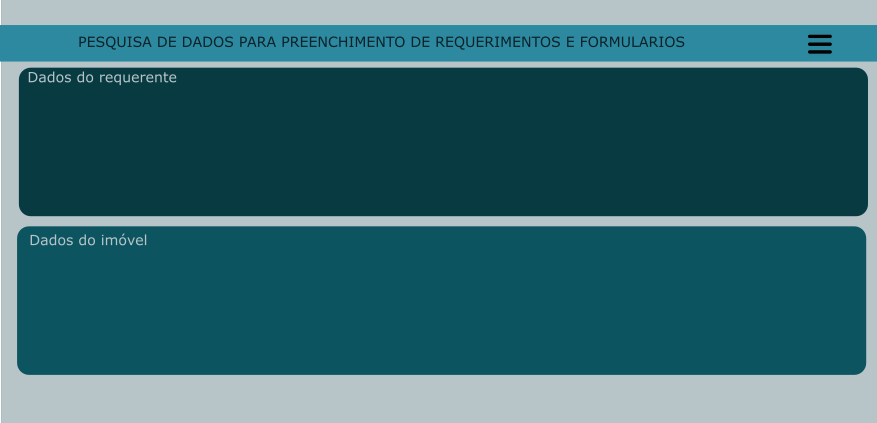 PESQUISA DE DADOS PARA PREENCHIMENTO DE REQUERIMENTOS E FORMULARIOS
Dados do requerente
Dados do imóvel